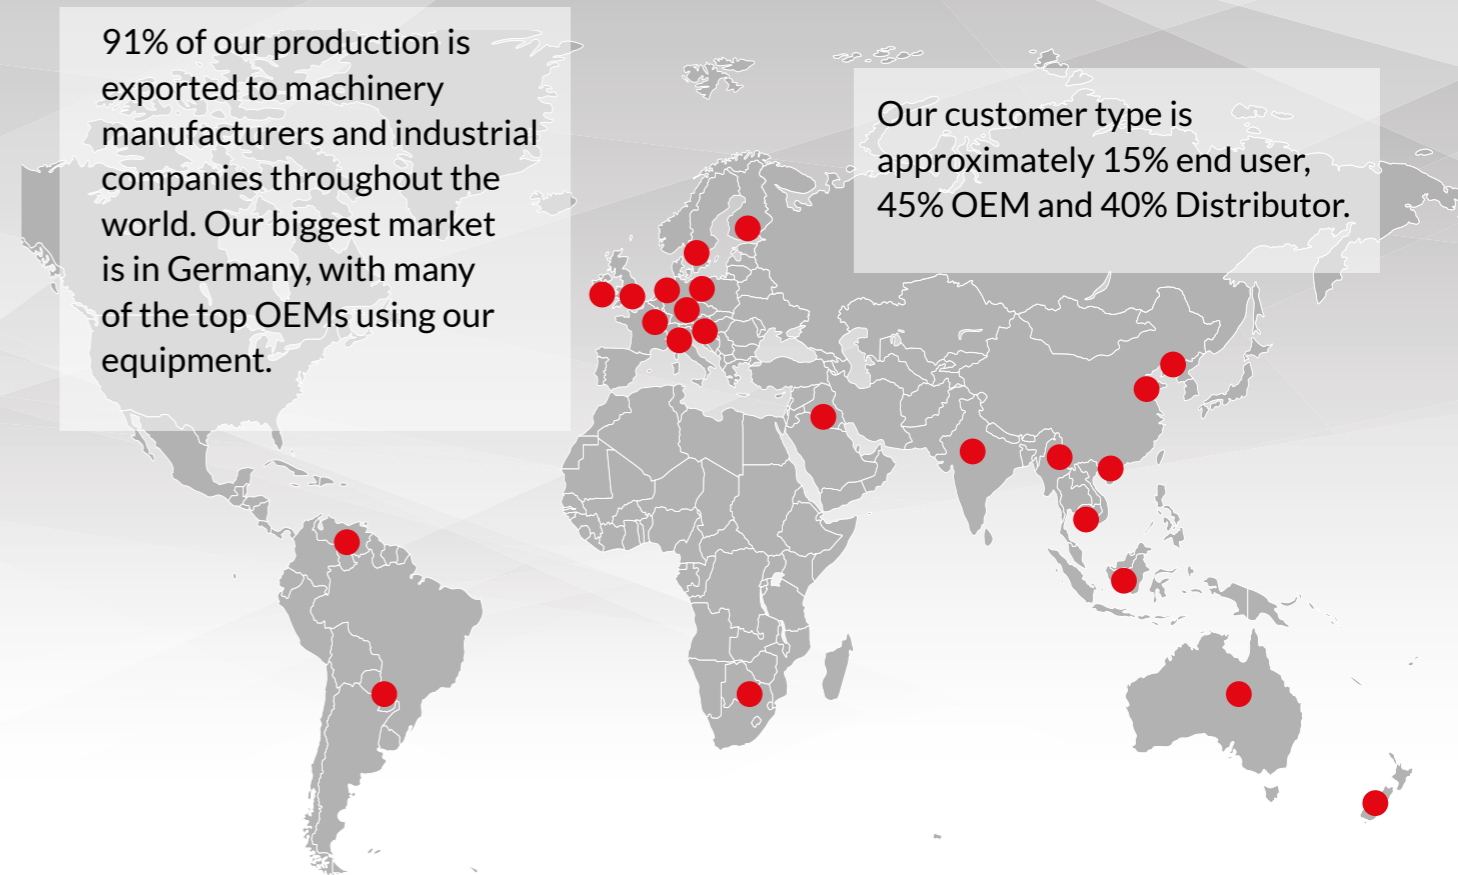 91% of our production is
exported to machinery
manufacturers and industrial
companies throughout the
world. Our biggest market
is in Germany, with many
of the top OEMs using our
equipment.
Our customer type is
approximately 15% end user,
45% OEM and 40% Distributor.